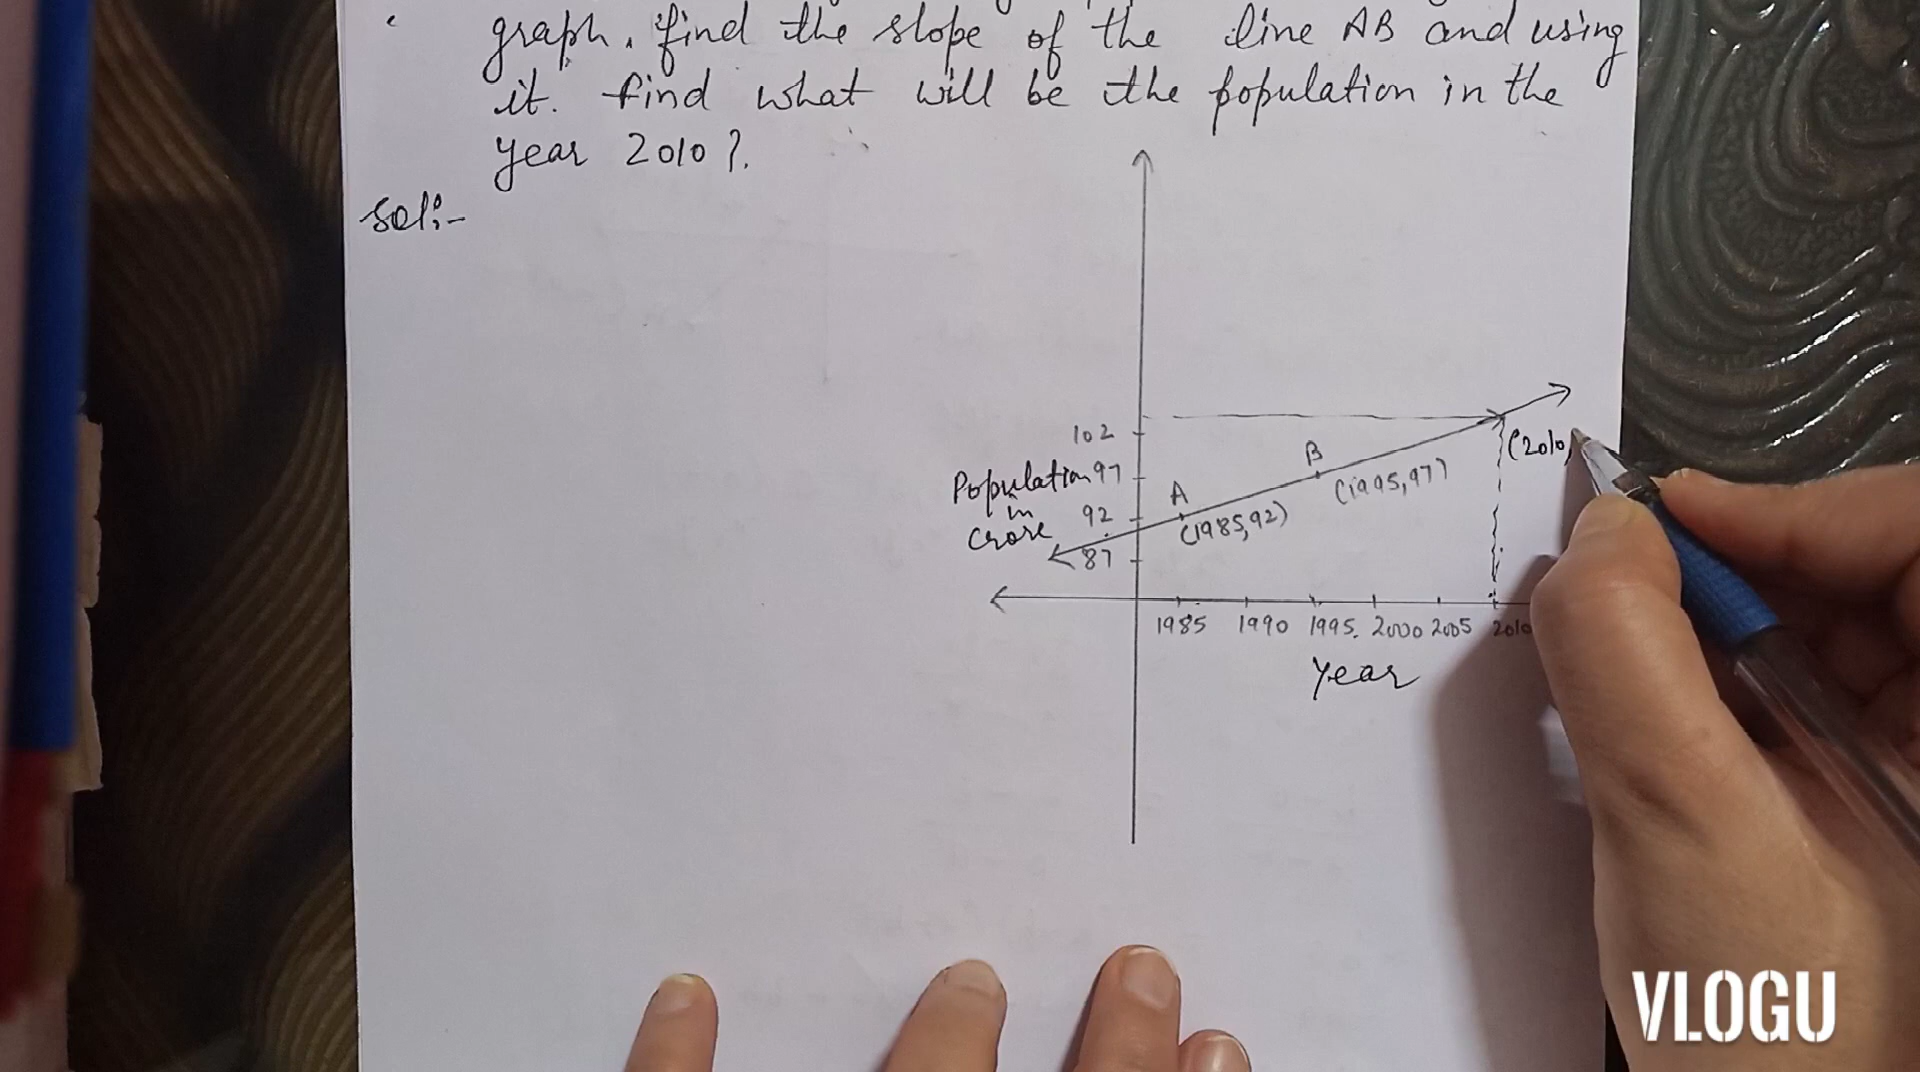 graph. find the slope of the line AB and using
it. find what will be the population in the
year 2010?.
Sol:-
102
97
92
87
Population
in
crore
A
(1985,92)
B
(1995,97)
(2010,
1985 1990 1995. 2000 2005 2010
Year
VLOGU